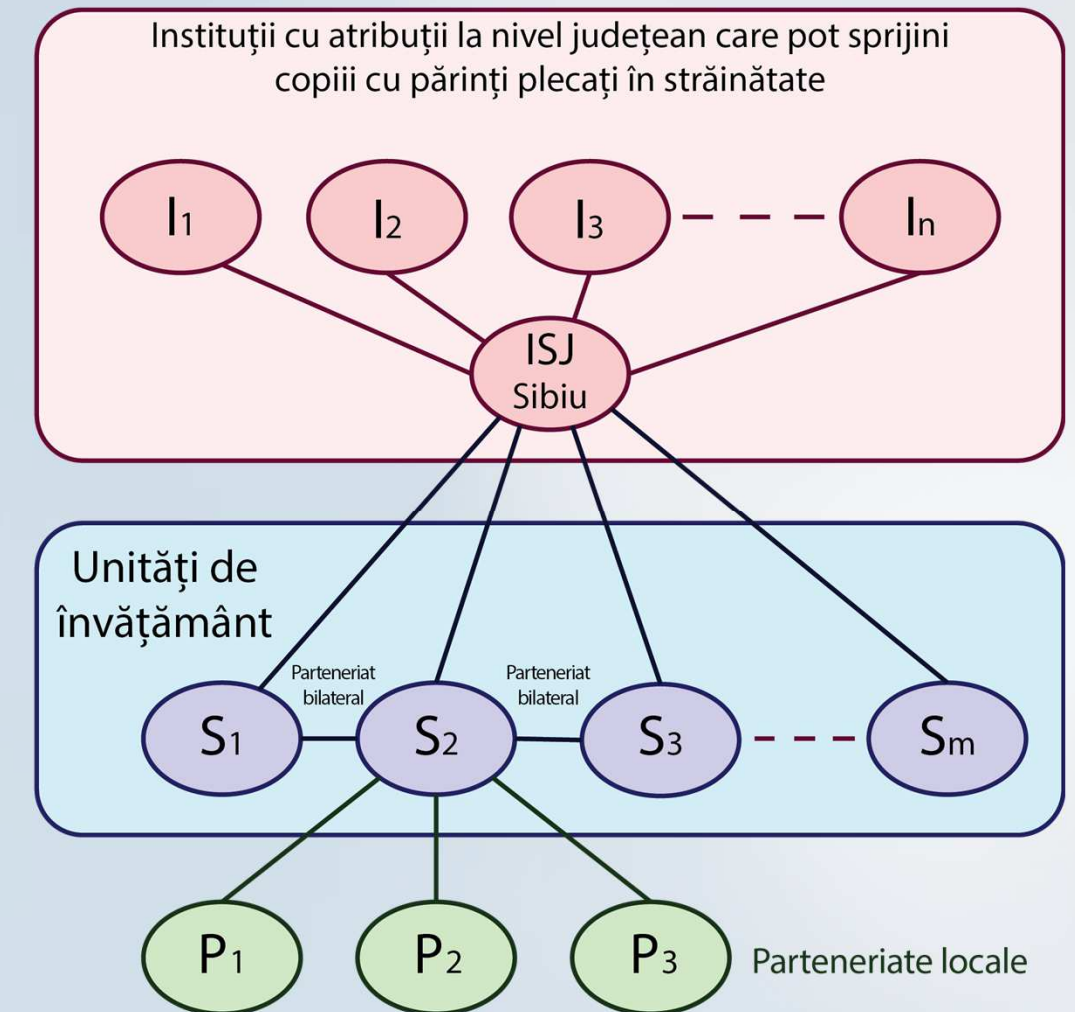 Instituții cu atribuții la nivel județean care pot sprijini
copiii cu părinți plecați în străinătate
I1 I2 I3 In
ISJ
Sibiu
Unități de
învățământ
Parteneriat
bilateral
Parteneriat
bilateral
S1 S2 S3 Sm
P1 P2 P3 Parteneriate locale